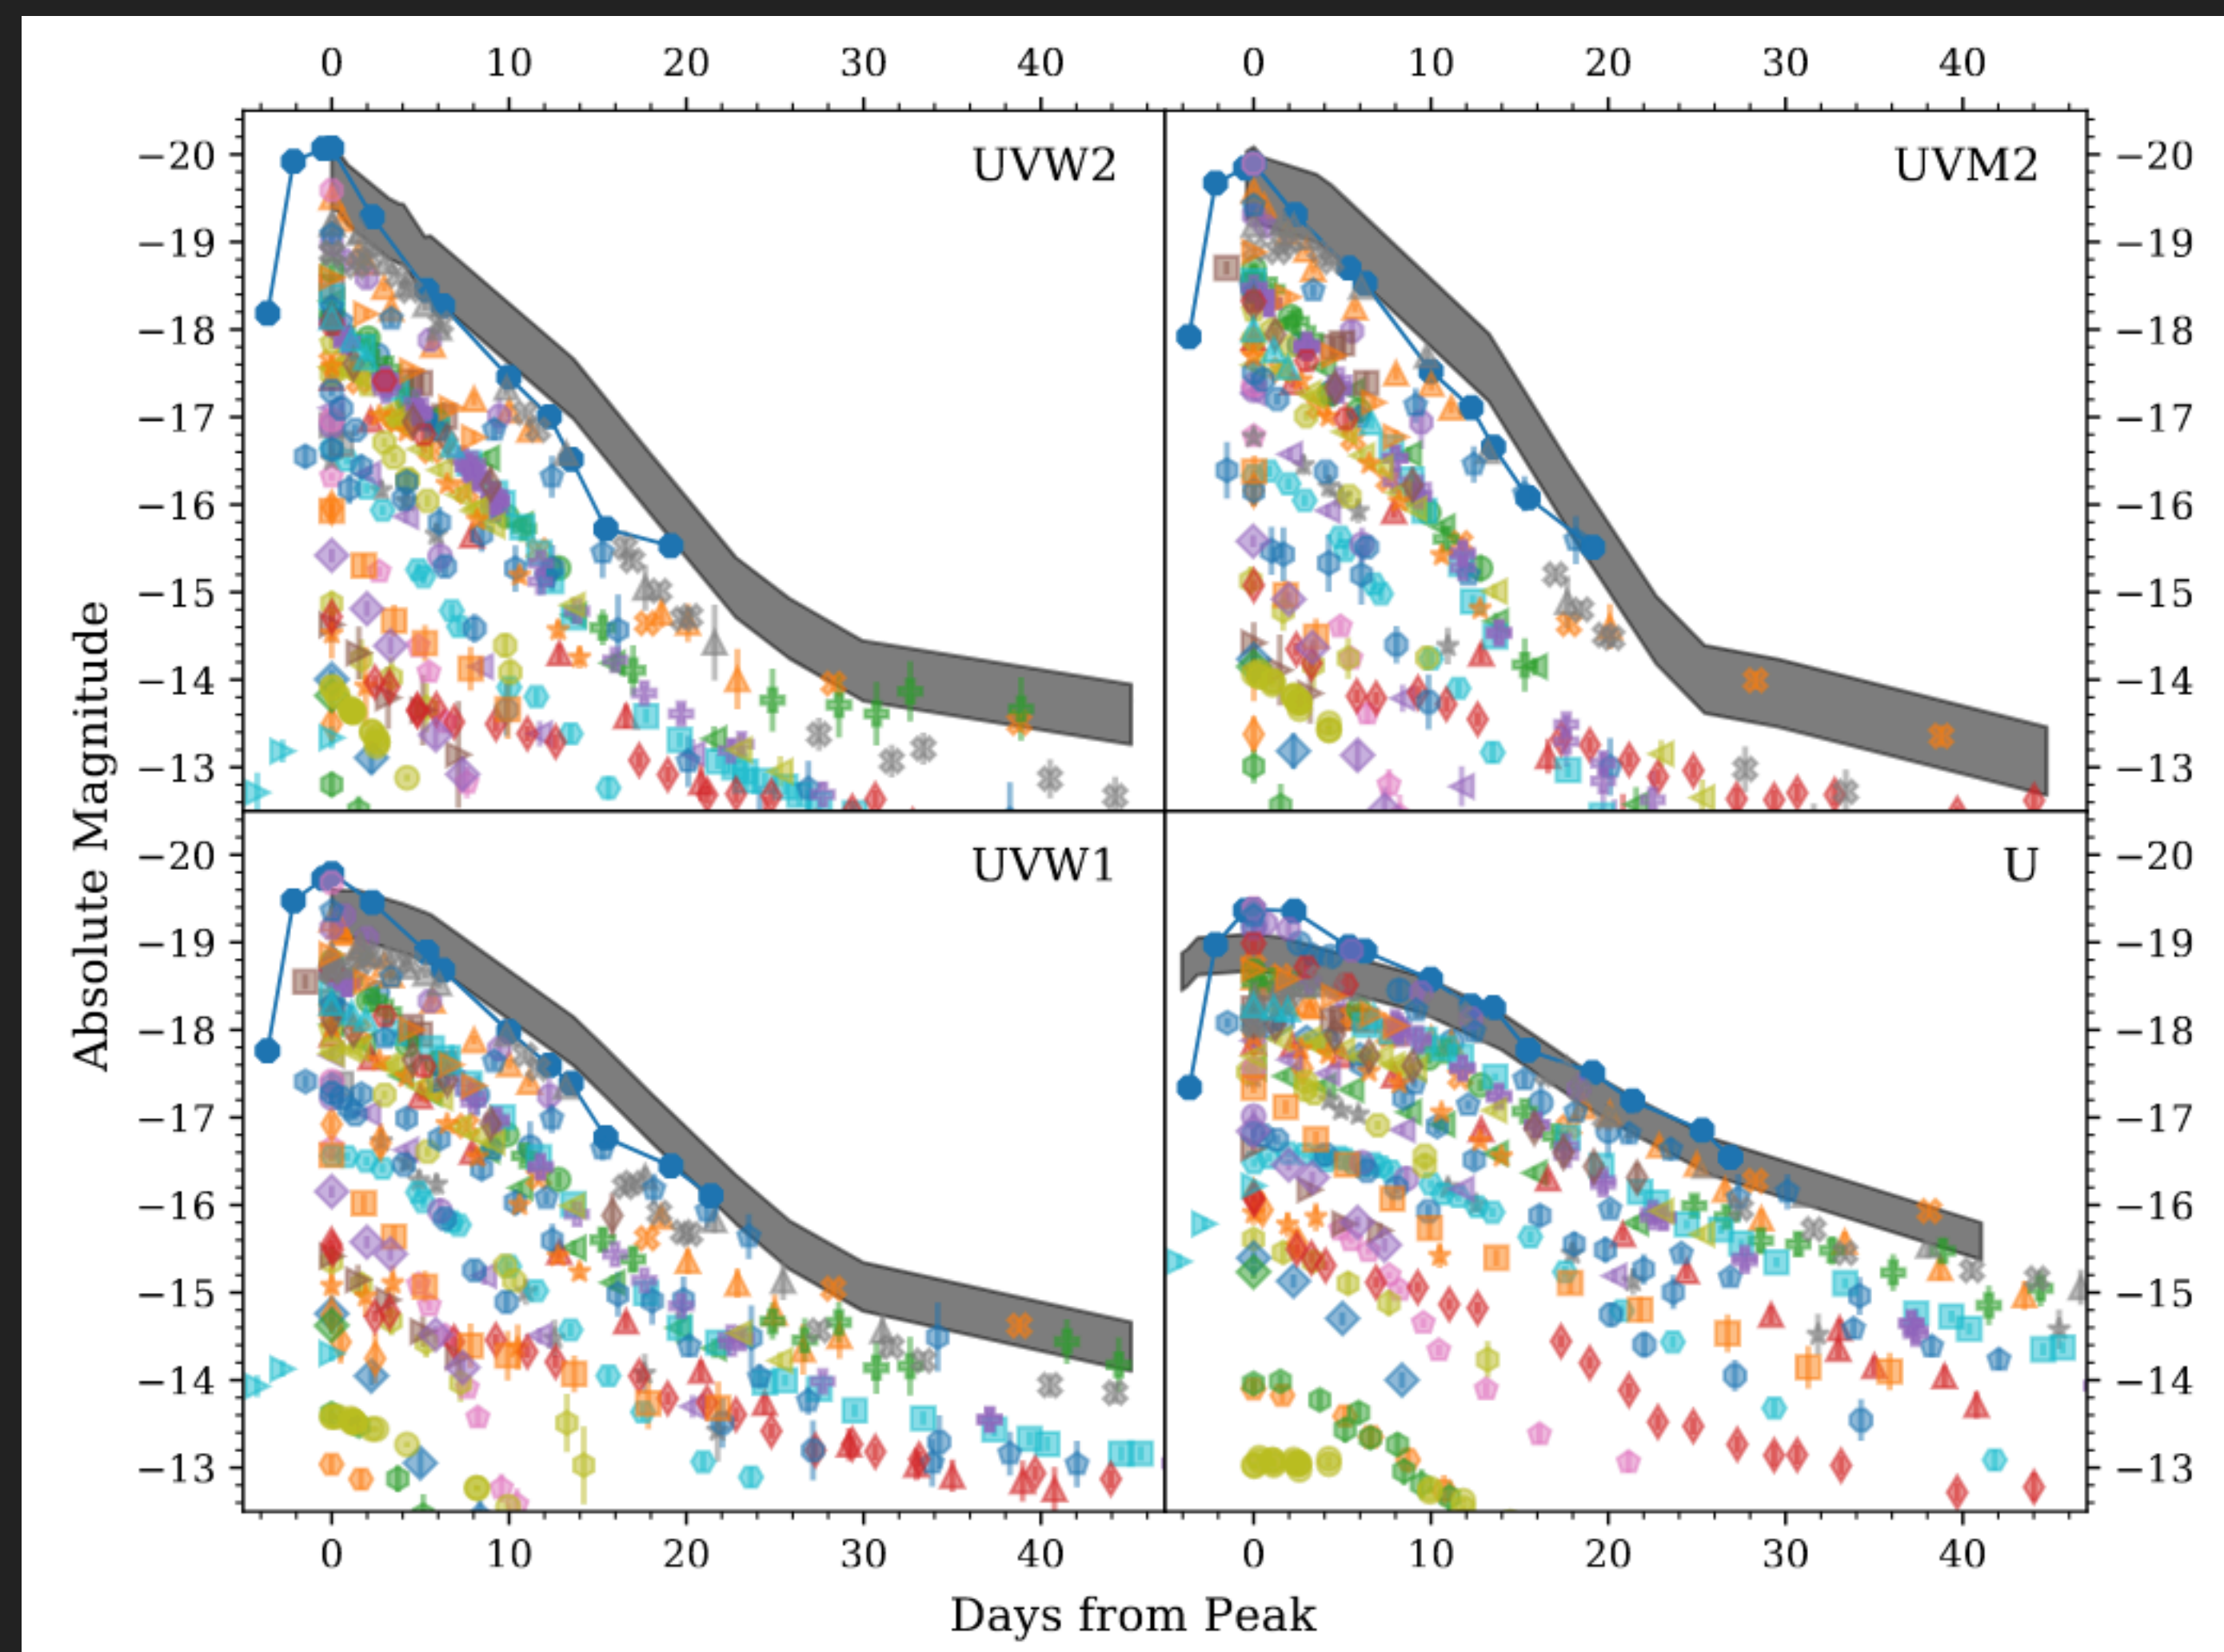 0 10 20 30 40 0 10 20 30 40
UVW2 UVM2
−20 −20
−19 −19
−18 −18
−17 −17
−16 −16
−15 −15
−14 −14
−13 −13
Absolute Magnitude
UVW1 U
−20 −20
−19 −19
−18 −18
−17 −17
−16 −16
−15 −15
−14 −14
−13 −13
0 10 20 30 40 0 10 20 30 40
Days from Peak